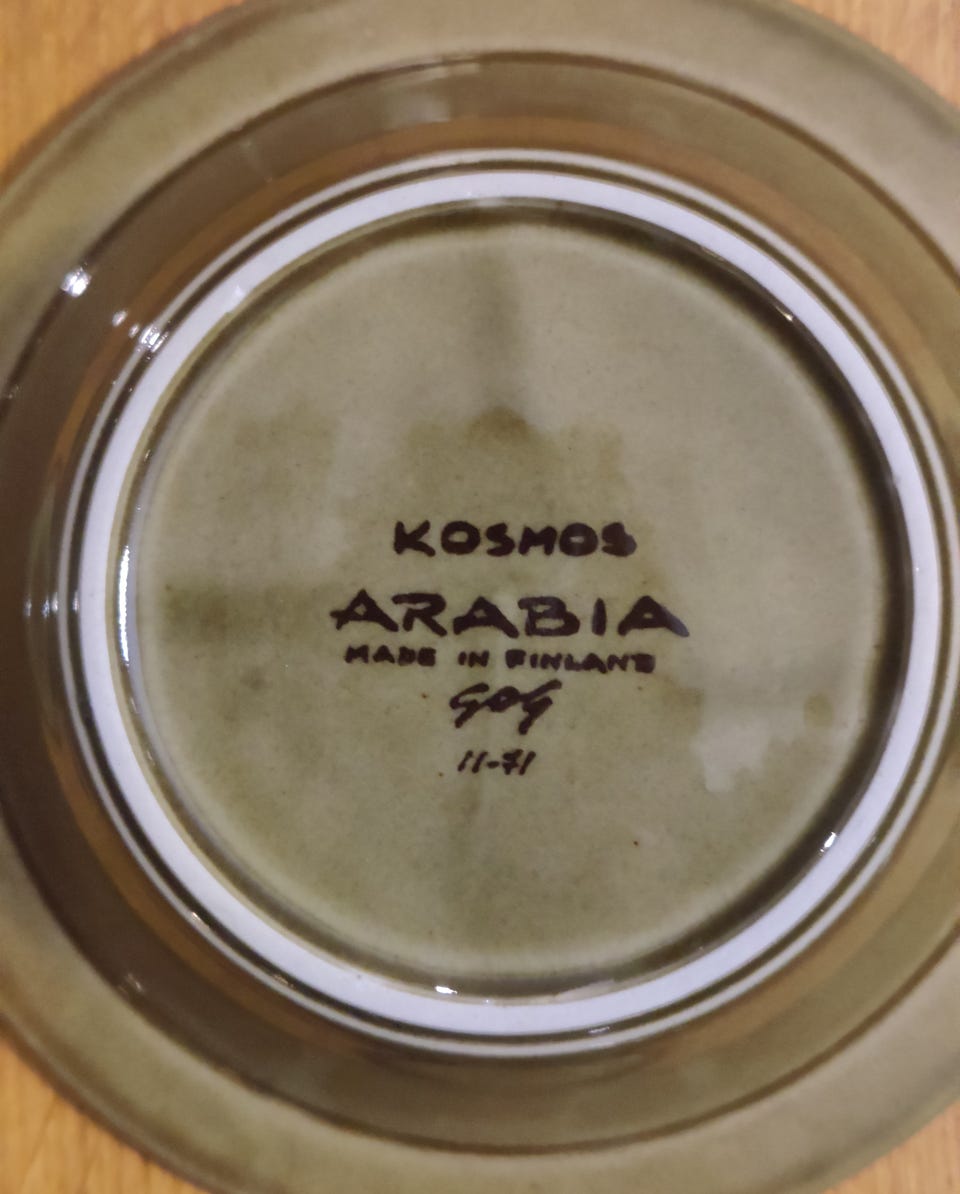 KOSMOS
ARABIA
MADE IN FINLAND
GOG
11-71